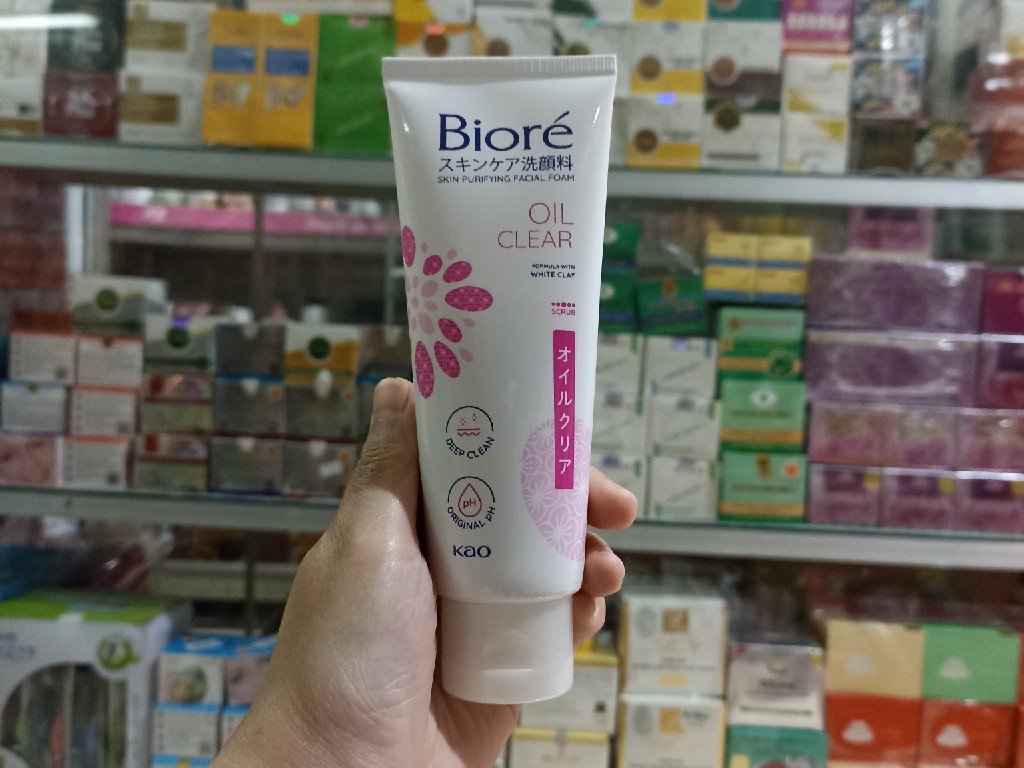 Bioré
スキンケア洗顔料
SKIN PURIFYING FACIAL FOAM
OIL
CLEAR
FORMULA WITH
WHITE CLAY
SCRUB
オイルクリア
DEEP CLEAN
pH
ORIGINAL pH
Kao